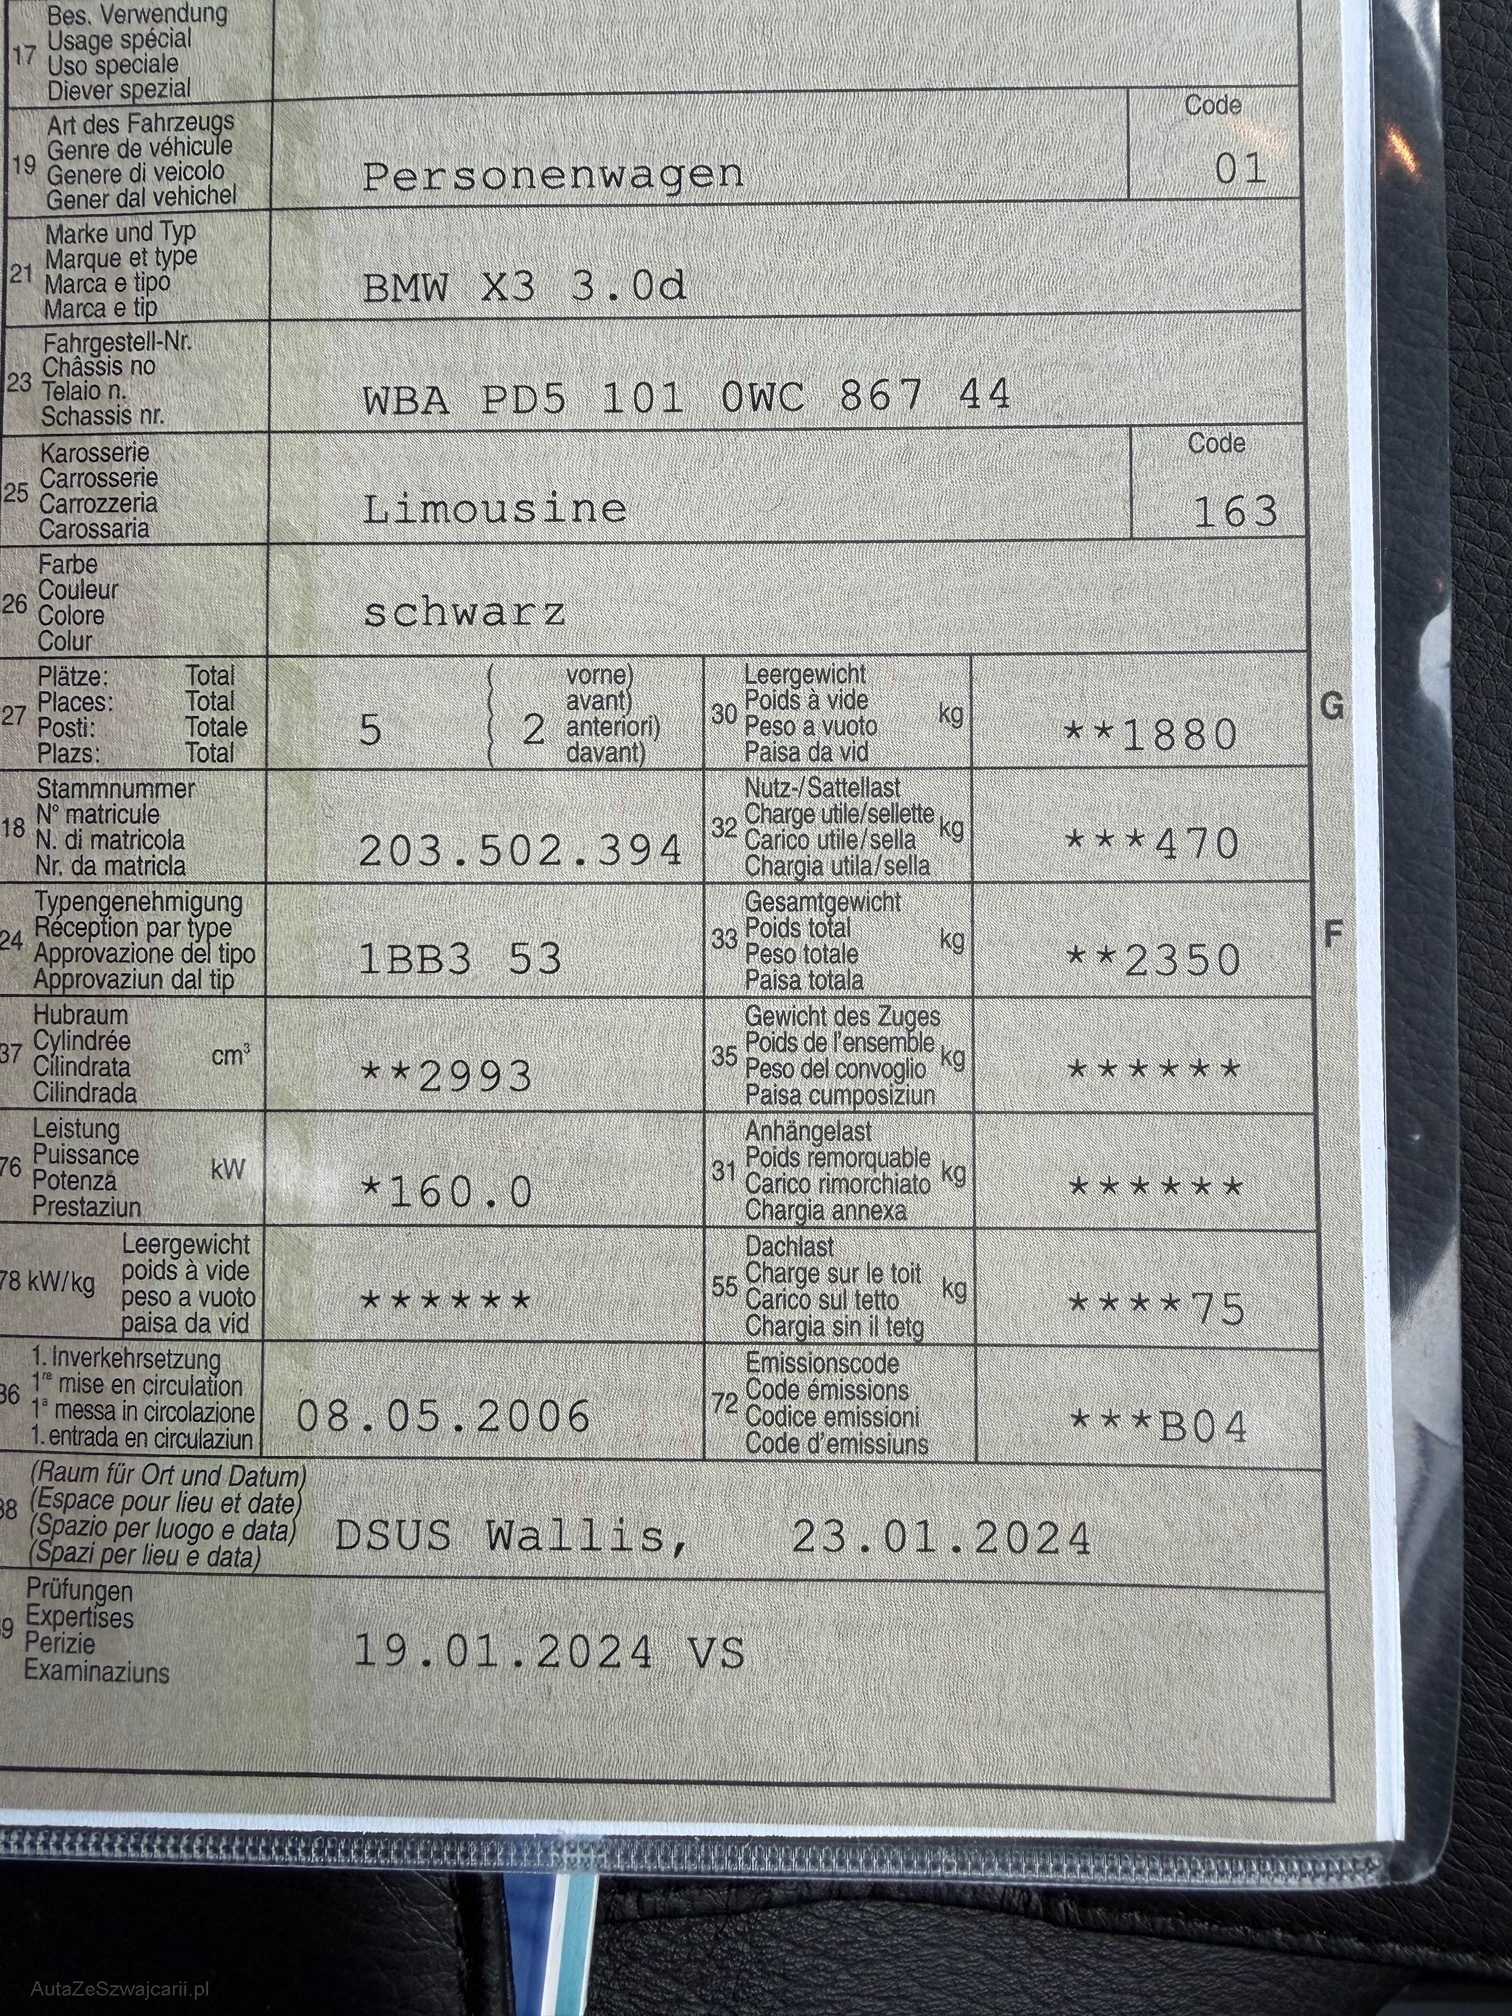 Bes. Verwendung
17 Usage spécial
Uso speciale
Diever spezial
Art des Fahrzeugs
19 Genre de véhicule
Genere di veicolo
Gener dal vehichel
Personenwagen
Code
01
Marke und Typ
21 Marque et type
Marca e tipo
Marca e tip
BMW X3 3.0d
Fahrgestell-Nr.
23 Châssis no
Telaio n.
Schassis nr.
WBA PD5 101 0WC 867 44
Karosserie
25 Carrosserie
Carrozzeria
Carossaria
Limousine
Code
163
Farbe
26 Couleur
Colore
Colur
schwarz
Plätze: Total
27 Places: Total
Posti: Totale
Plazs: Total
5 ( 2 vorne)
avant)
anteriori)
davant)
Leergewicht
30 Poids à vide kg
Peso a vuoto
Paisa da vid
**1880
G
Stammnummer
18 N° matricule
N. di matricola
Nr. da matricla
203.502.394
Nutz-/Sattellast
32 Charge utile/sellette kg
Carico utile/sella
Chargia utila/sella
***470
Typengenehmigung
24 Réception par type
Approvazione del tipo
Approvaziun dal tip
1BB3 53
Gesamtgewicht
33 Poids total kg
Peso totale
Paisa totala
**2350
F
Hubraum
37 Cylindrée cm³
Cilindrata
Cilindrada
**2993
Gewicht des Zuges
35 Poids de l'ensemble kg
Peso del convoglio
Paisa cumposiziun
******
Leistung
76 Puissance kW
Potenza
Prestaziun
*160.0
Anhängelast
31 Poids remorquable kg
Carico rimorchiato
Chargia annexa
******
Leergewicht
78 kW/kg poids à vide
peso a vuoto
paisa da vid
******
Dachlast
55 Charge sur le toit kg
Carico sul tetto
Chargia sin il tetg
****75
1. Inverkehrsetzung
36 1re mise en circulation
1a messa in circolazione
1. entrada en circulaziun
08.05.2006
Emissionscode
72 Code émissions
Codice emissioni
Code d'emissiuns
***B04
(Raum für Ort und Datum)
38 (Espace pour lieu et date)
(Spazio per luogo e data)
(Spazi per lieu e data)
DSUS Wallis, 23.01.2024
Prüfungen
39 Expertises
Perizie
Examinaziuns
19.01.2024 VS
AutaZeSzwajcarii.pl